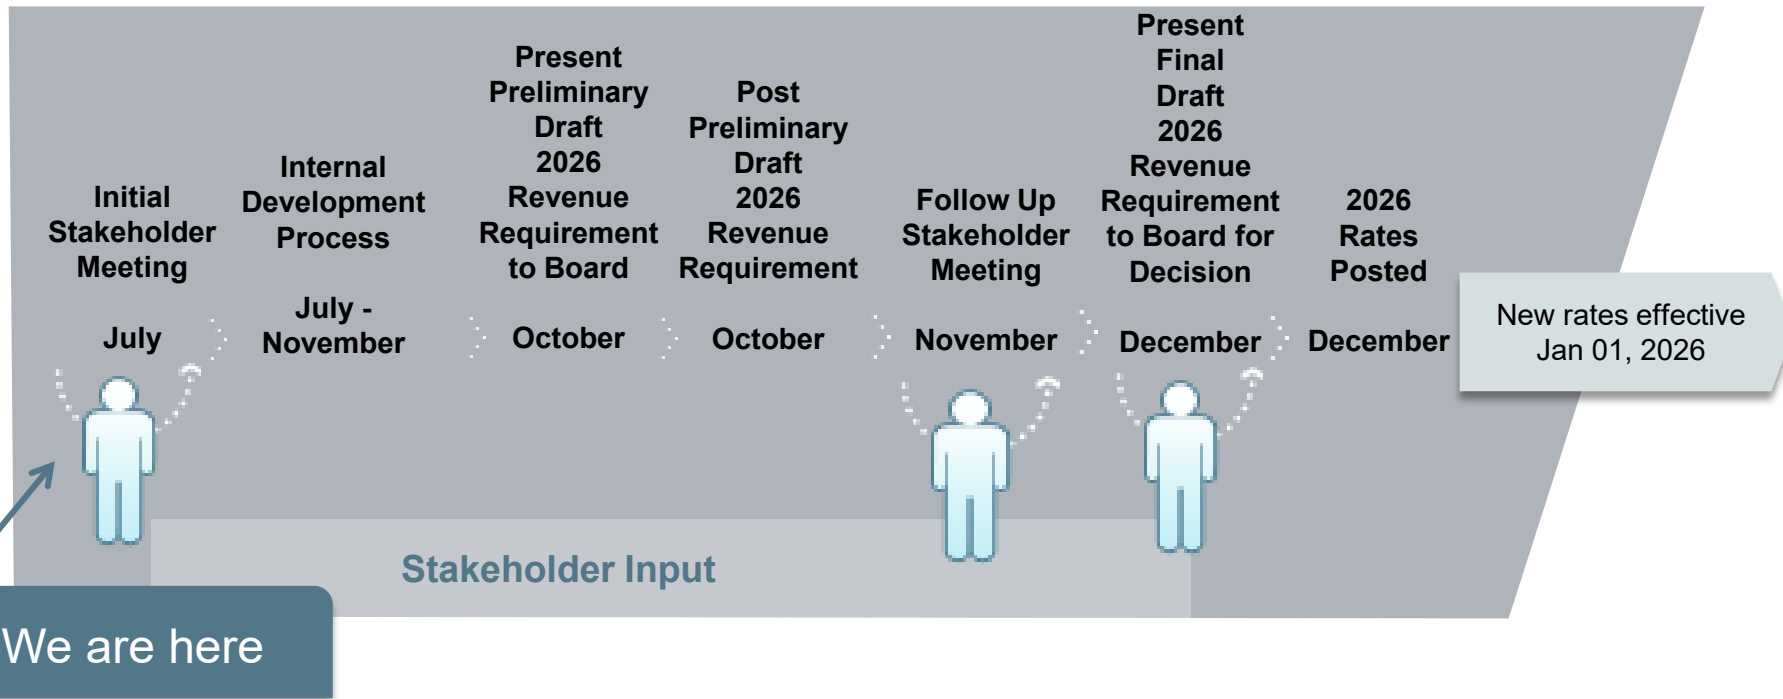 Initial
Stakeholder
Meeting
July
Internal
Development
Process
July -
November
Present
Preliminary
Draft
2026
Revenue
Requirement
to Board
October
Post
Preliminary
Draft
2026
Revenue
Requirement
October
Follow Up
Stakeholder
Meeting
November
Present
Final
Draft
2026
Revenue
Requirement
to Board for
Decision
December
2026
Rates
Posted
December
New rates effective
Jan 01, 2026
Stakeholder Input
We are here